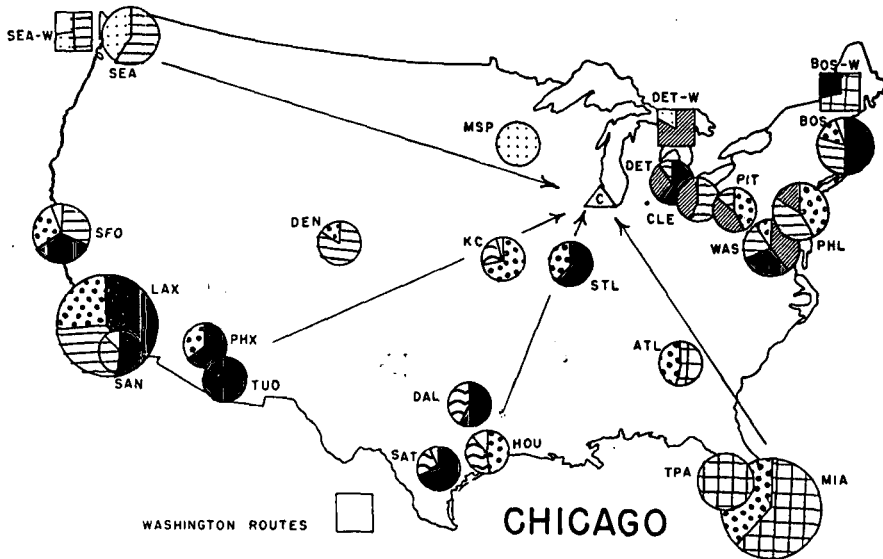 SEA-W
SEA
BOS-W
DET-W
MSP
BOS
DET
PIT
C
CLE
SFO
DEN
KC
WAS
PHL
STL
LAX
PHX
ATL
SAN
TUO
DAL
HOU
SAT
TPA
MIA
WASHINGTON ROUTES
CHICAGO